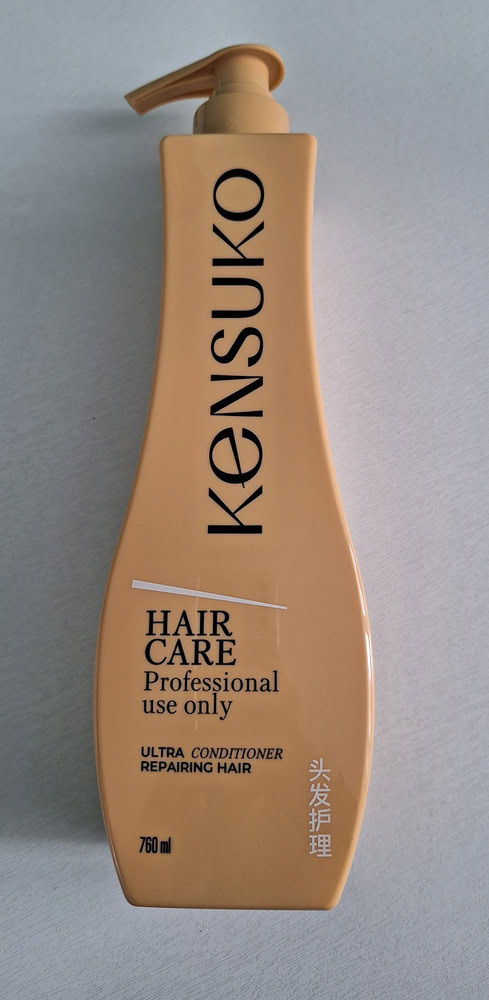 KeNSUKO
HAIR
CARE
Professional
use only
ULTRA CONDITIONER
REPAIRING HAIR
头发护理
760 ml